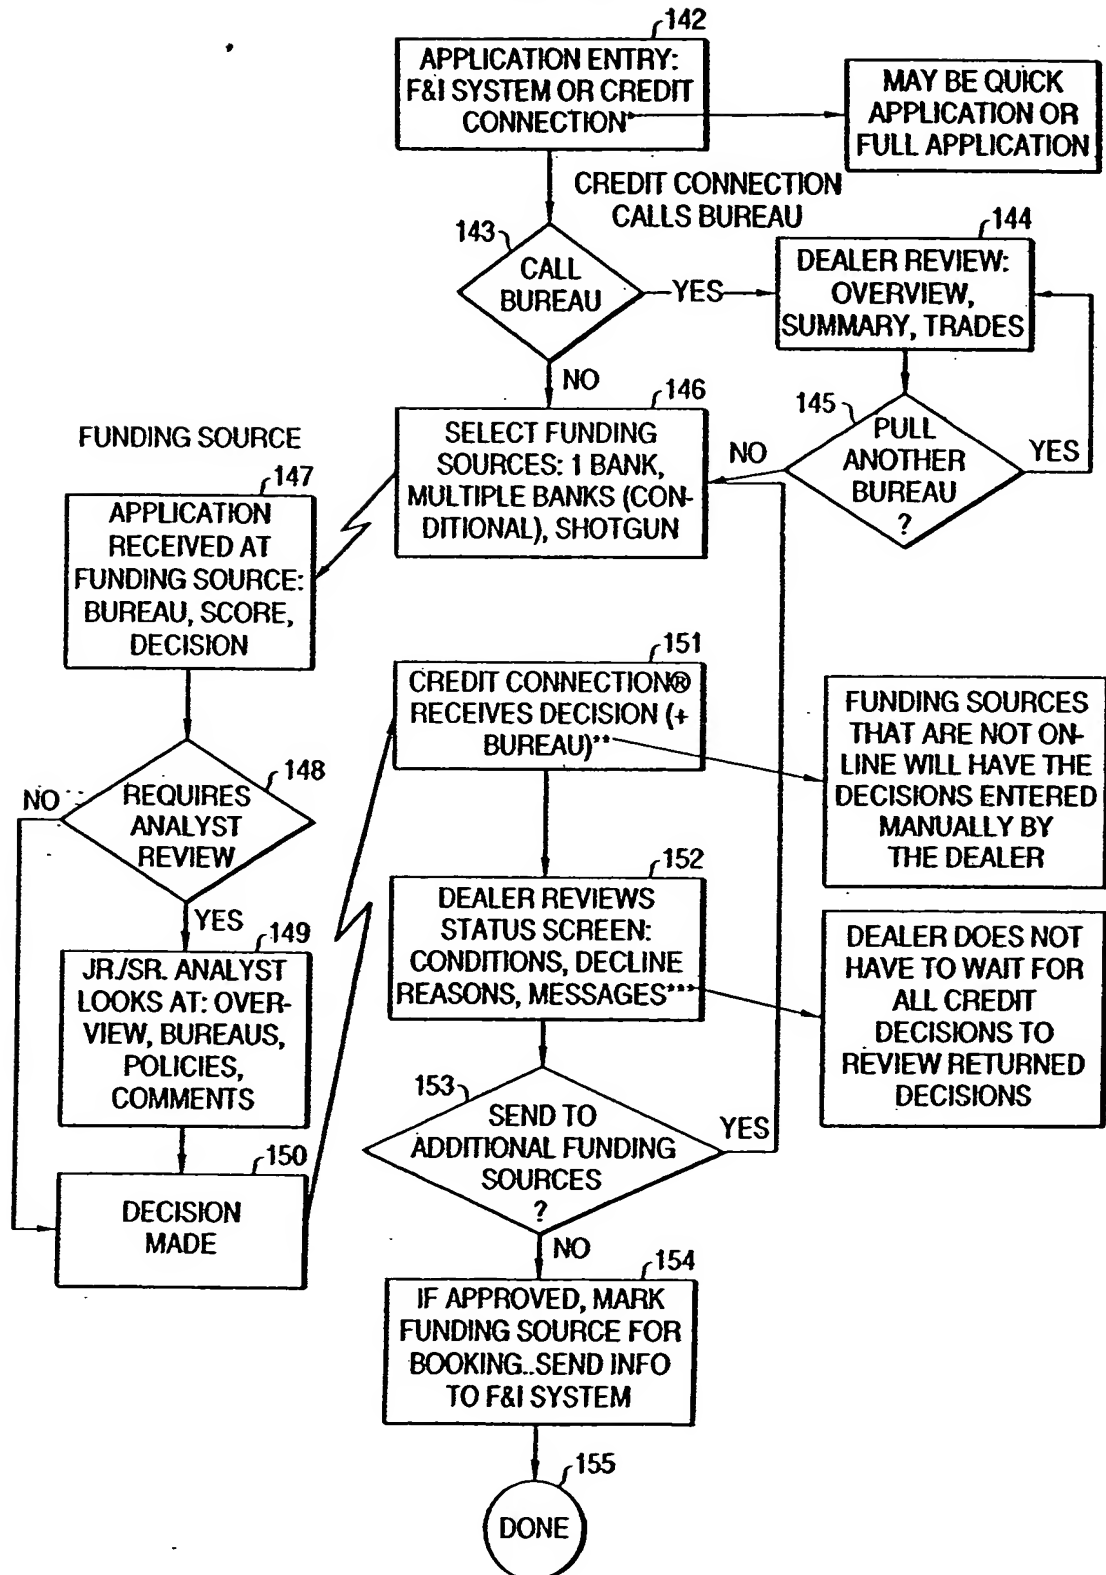 142
APPLICATION ENTRY:
F&I SYSTEM OR CREDIT
CONNECTION*
MAY BE QUICK
APPLICATION OR
FULL APPLICATION
CREDIT CONNECTION
CALLS BUREAU
143
CALL
BUREAU
YES
NO
144
DEALER REVIEW:
OVERVIEW,
SUMMARY, TRADES
145
PULL
ANOTHER
BUREAU
?
NO
YES
146
SELECT FUNDING
SOURCES: 1 BANK,
MULTIPLE BANKS (CON-
DITIONAL), SHOTGUN
FUNDING SOURCE
147
APPLICATION
RECEIVED AT
FUNDING SOURCE:
BUREAU, SCORE,
DECISION
148
REQUIRES
ANALYST
REVIEW
NO
YES
149
JR./SR. ANALYST
LOOKS AT: OVER-
VIEW, BUREAUS,
POLICIES,
COMMENTS
150
DECISION
MADE
151
CREDIT CONNECTION®
RECEIVES DECISION (+
BUREAU)**
FUNDING SOURCES
THAT ARE NOT ON-
LINE WILL HAVE THE
DECISIONS ENTERED
MANUALLY BY
THE DEALER
152
DEALER REVIEWS
STATUS SCREEN:
CONDITIONS, DECLINE
REASONS, MESSAGES***
DEALER DOES NOT
HAVE TO WAIT FOR
ALL CREDIT
DECISIONS TO
REVIEW RETURNED
DECISIONS
153
SEND TO
ADDITIONAL FUNDING
SOURCES
?
YES
NO
154
IF APPROVED, MARK
FUNDING SOURCE FOR
BOOKING..SEND INFO
TO F&I SYSTEM
155
DONE